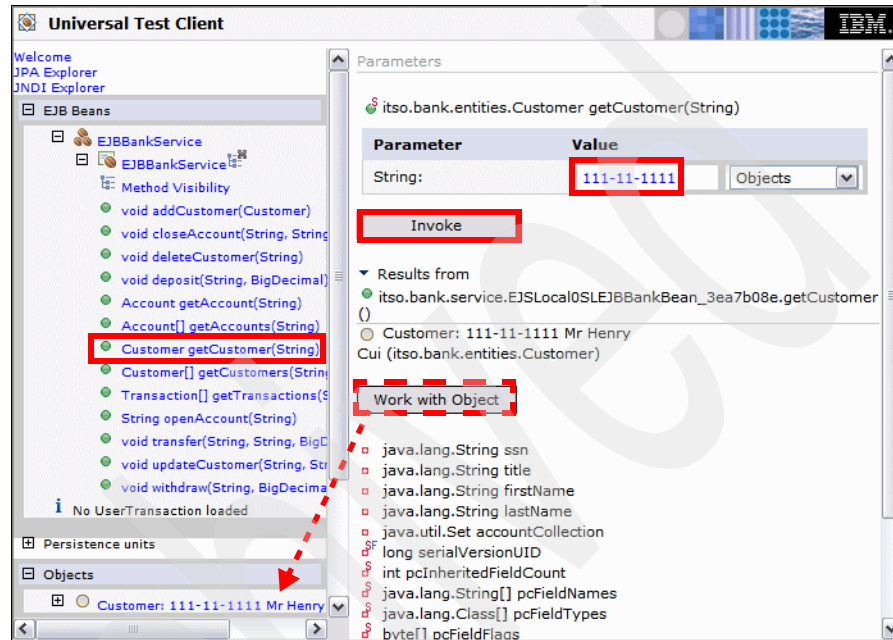 Universal Test Client
IBM.
Welcome
JPA Explorer
JNDI Explorer
EJB Beans
EJBBankService
EJBBankService
Method Visibility
void addCustomer(Customer)
void closeAccount(String, String
void deleteCustomer(String)
void deposit(String, BigDecimal)
Account getAccount(String)
Account[] getAccounts(String)
Customer getCustomer(String)
Customer[] getCustomers(String
Transaction[] getTransactions(S
String openAccount(String)
void transfer(String, String, BigD
void updateCustomer(String, Str
void withdraw(String, BigDecima
No UserTransaction loaded
Persistence units
Objects
Customer: 111-11-1111 Mr Henry
Parameters
itso.bank.entities.Customer getCustomer(String)
Parameter Value
String: 111-11-1111 Objects
Invoke
Results from
itso.bank.service.EJSLocal0SLEJBBankBean_3ea7b08e.getCustomer
()
Customer: 111-11-1111 Mr Henry
Cui (itso.bank.entities.Customer)
Work with Object
java.lang.String ssn
java.lang.String title
java.lang.String firstName
java.lang.String lastName
java.util.Set accountCollection
SF long serialVersionUID
S int pcInheritedFieldCount
S java.lang.String[] pcFieldNames
S java.lang.Class[] pcFieldTypes
S byte[] pcFieldFlags